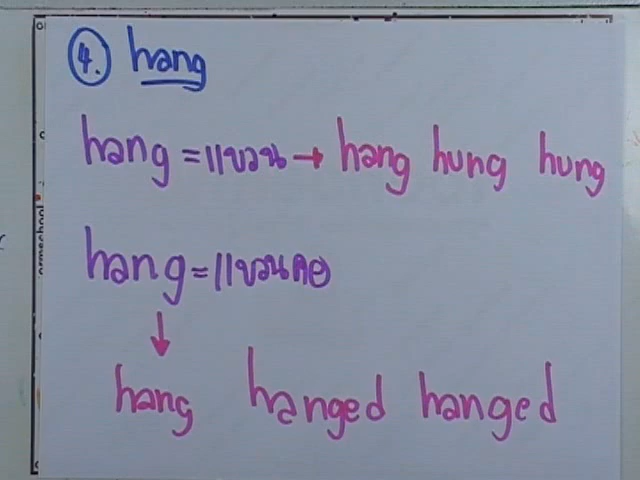 4. hang
hang = แขวน → hang hung hung
hang = แขวนคอ
↓
hang hanged hanged